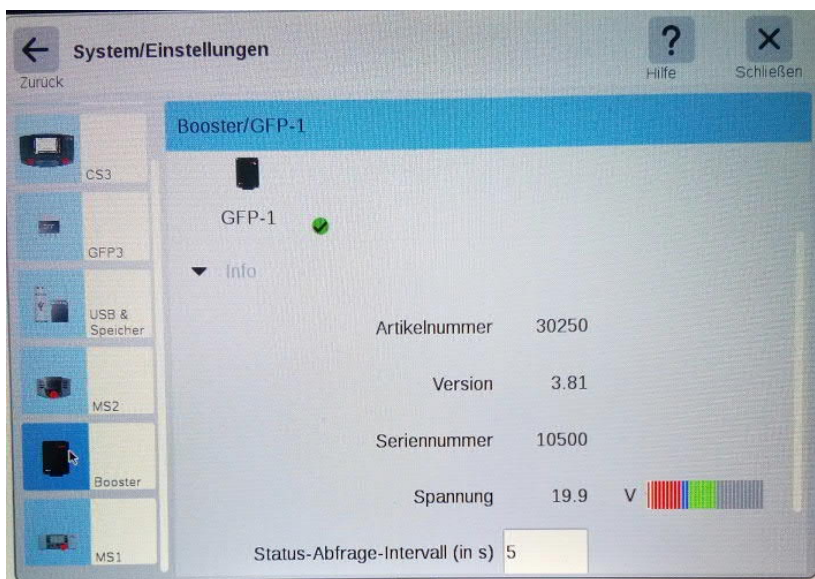 System/Einstellungen
Zurück
Hilfe
Schließen
CS3
GFP3
USB &
Speicher
MS2
Booster
MS1
Booster/GFP-1
GFP-1
Info
Artikelnummer 30250
Version 3.81
Seriennummer 10500
Spannung 19.9 V
Status-Abfrage-Intervall (in s) 5